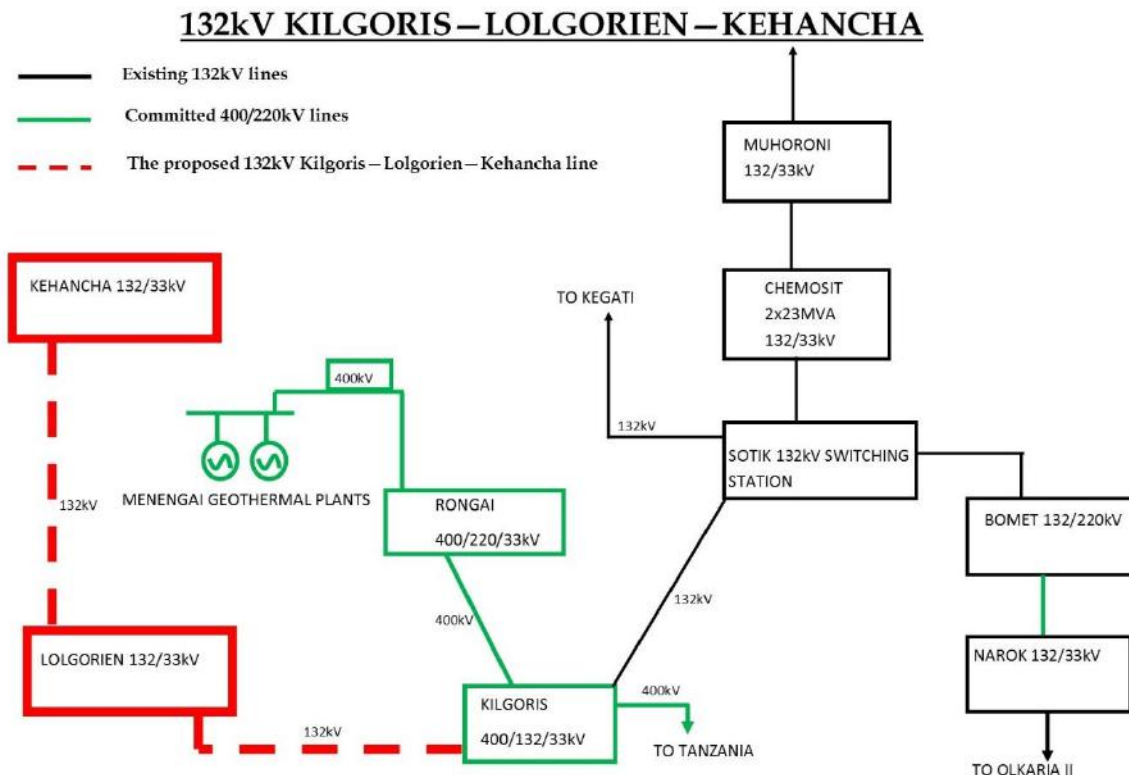 132kV KILGORIS – LOLGORIEN – KEHANCHA
Existing 132kV lines
Committed 400/220kV lines
The proposed 132kV Kilgoris – Lolgorien – Kehancha line
MUHORONI
132/33kV
KEHANCHA 132/33kV
CHEMOSIT
2x23MVA
132/33kV
TO KEGATI
400kV
132kV
SOTIK 132kV SWITCHING
STATION
MENENGAI GEOTHERMAL PLANTS
132kV
RONGAI
400/220/33kV
BOMET 132/220kV
132kV
400kV
LOLGORIEN 132/33kV
NAROK 132/33kV
KILGORIS
400/132/33kV
400kV
132kV
TO TANZANIA
TO OLKARIA II